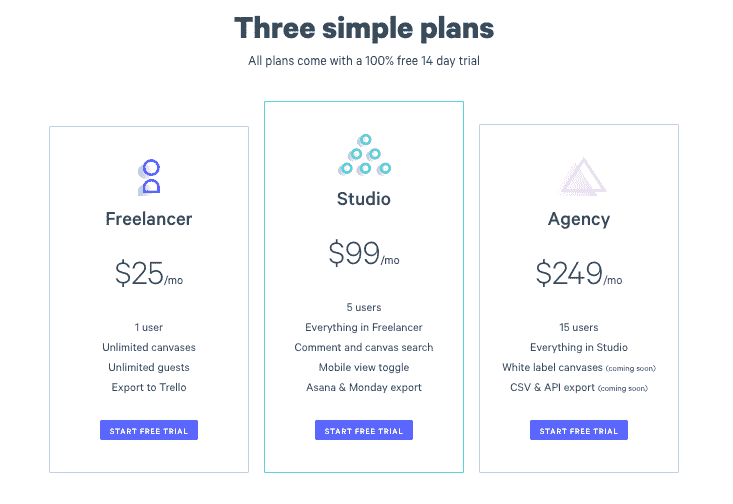 Three simple plans
All plans come with a 100% free 14 day trial
Freelancer
$25/mo
1 user
Unlimited canvases
Unlimited guests
Export to Trello
START FREE TRIAL
Studio
$99/mo
5 users
Everything in Freelancer
Comment and canvas search
Mobile view toggle
Asana & Monday export
START FREE TRIAL
Agency
$249/mo
15 users
Everything in Studio
White label canvases (coming soon)
CSV & API export (coming soon)
START FREE TRIAL